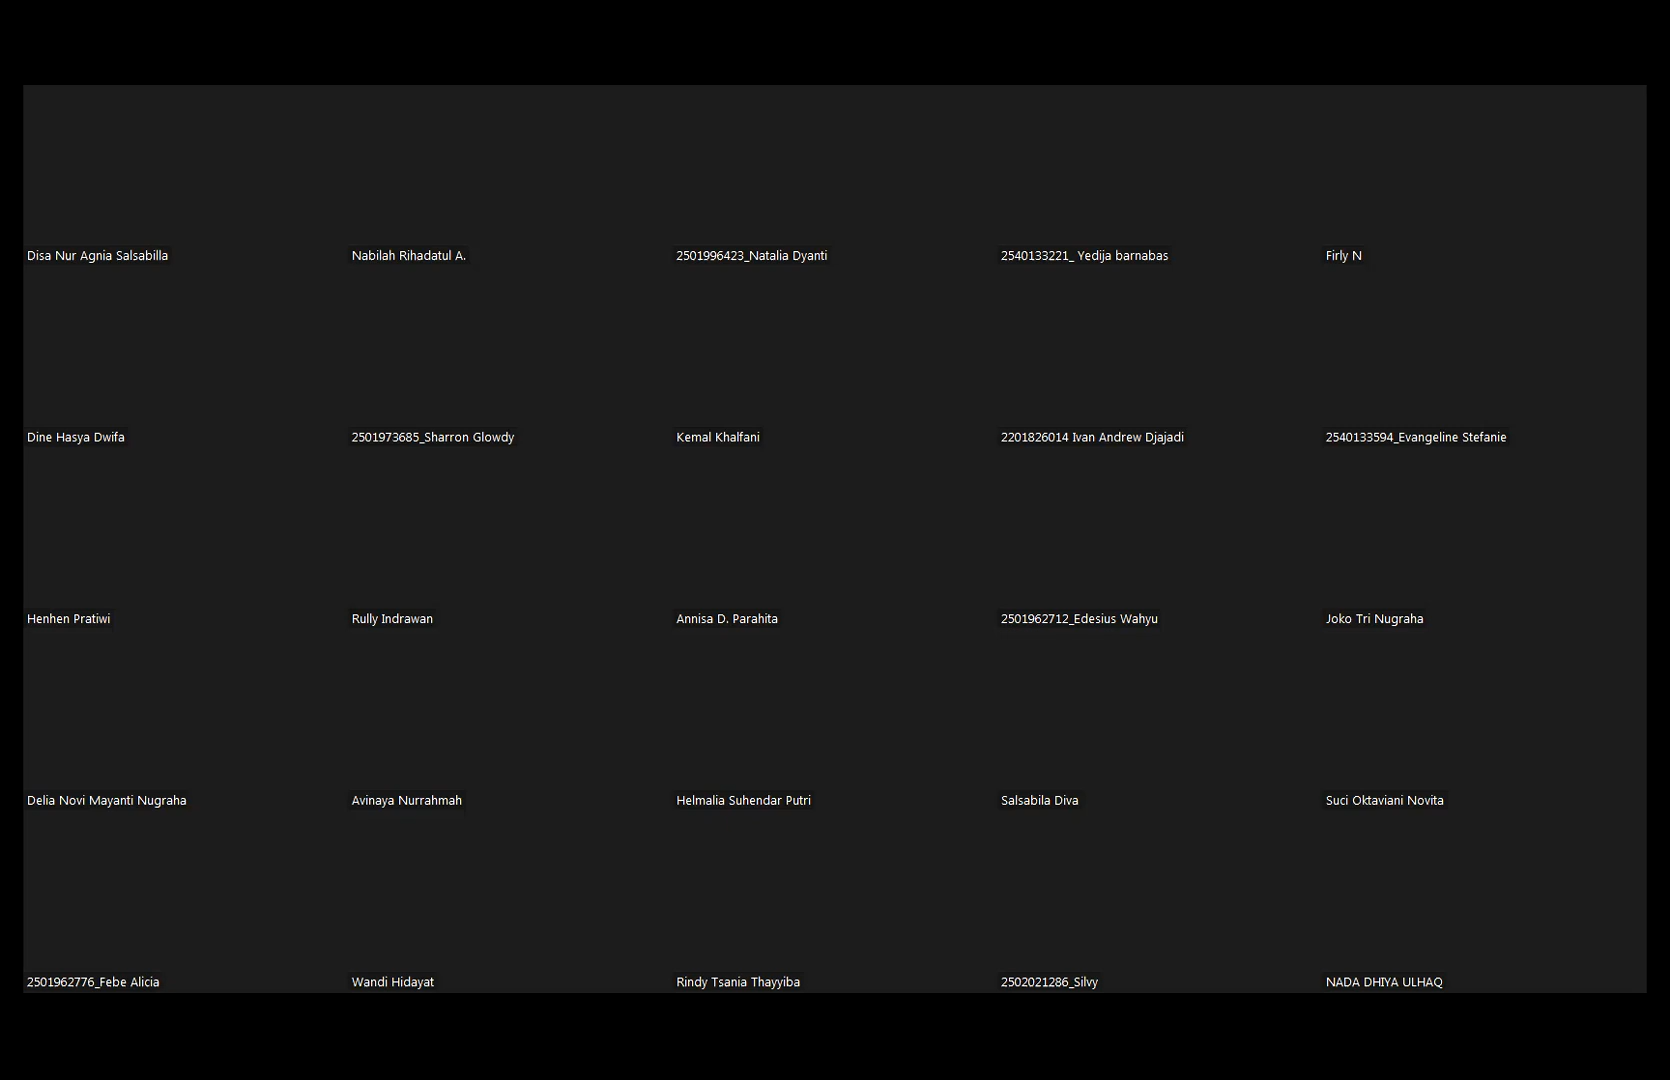 Disa Nur Agnia Salsabilla
Nabilah Rihadatul A.
2501996423_Natalia Dyanti
2540133221_ Yedija barnabas
Firly N
Dine Hasya Dwifa
2501973685_Sharron Glowdy
Kemal Khalfani
2201826014 Ivan Andrew Djajadi
2540133594_Evangeline Stefanie
Henhen Pratiwi
Rully Indrawan
Annisa D. Parahita
2501962712_Edesius Wahyu
Joko Tri Nugraha
Delia Novi Mayanti Nugraha
Avinaya Nurrahmah
Helmalia Suhendar Putri
Salsabila Diva
Suci Oktaviani Novita
2501962776_Febe Alicia
Wandi Hidayat
Rindy Tsania Thayyiba
2502021286_Silvy
NADA DHIYA ULHAQ